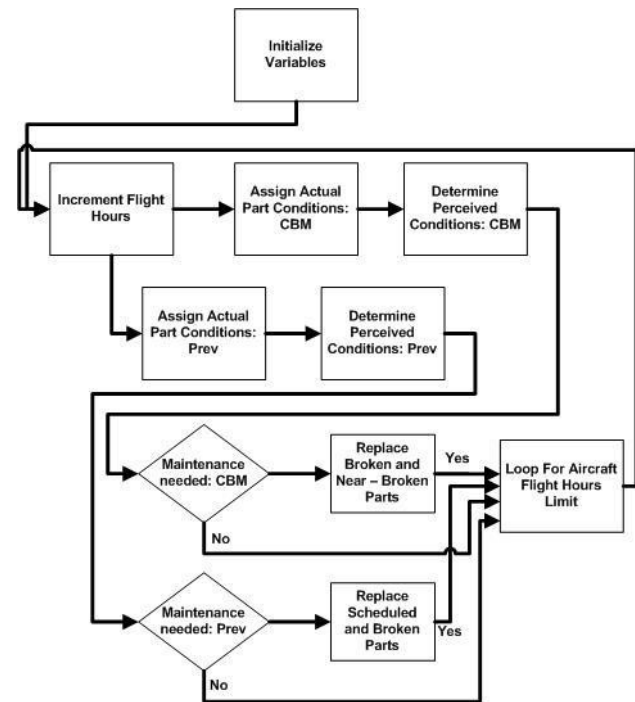 Initialize
Variables
Increment Flight
Hours
Assign Actual
Part Conditions:
CBM
Determine
Perceived
Conditions: CBM
Assign Actual
Part Conditions:
Prev
Determine
Perceived
Conditions: Prev
Maintenance
needed: CBM
Replace
Broken and
Near – Broken
Parts
Yes
Loop For Aircraft
Flight Hours
Limit
No
Maintenance
needed: Prev
Replace
Scheduled
and Broken
Parts
Yes
No